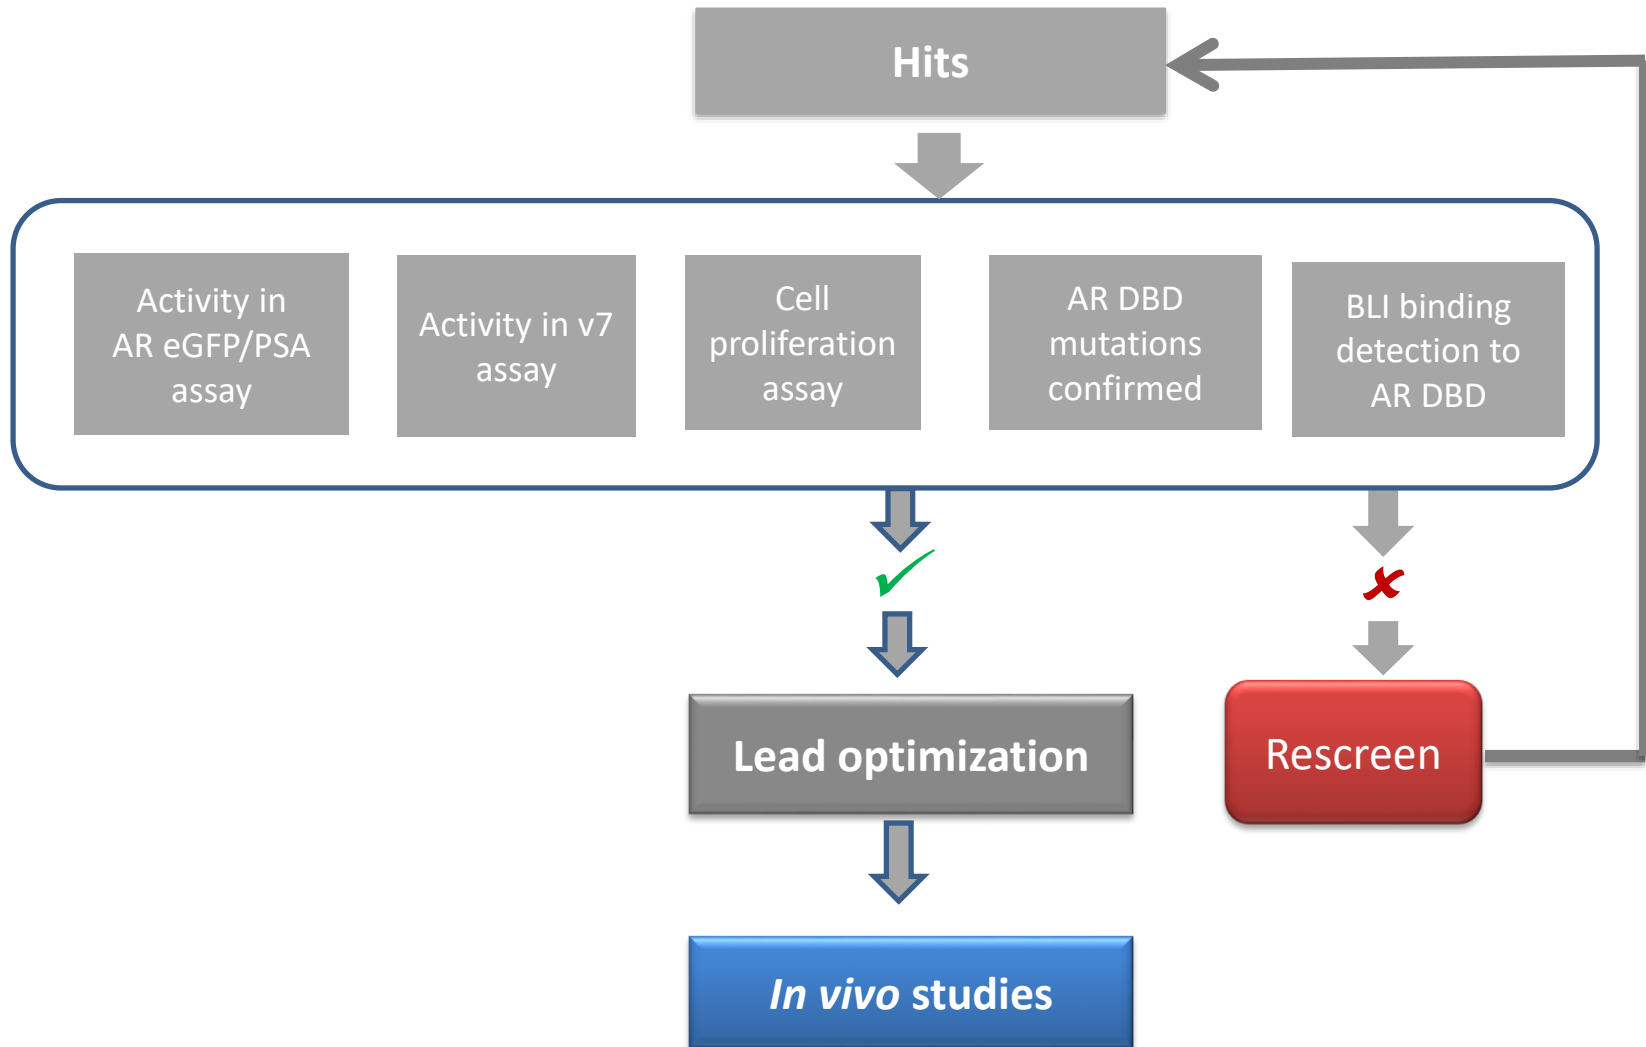 Hits
Activity in
AR eGFP/PSA
assay
Activity in v7
assay
Cell
proliferation
assay
AR DBD
mutations
confirmed
BLI binding
detection to
AR DBD
Lead optimization
Rescreen
In vivo studies